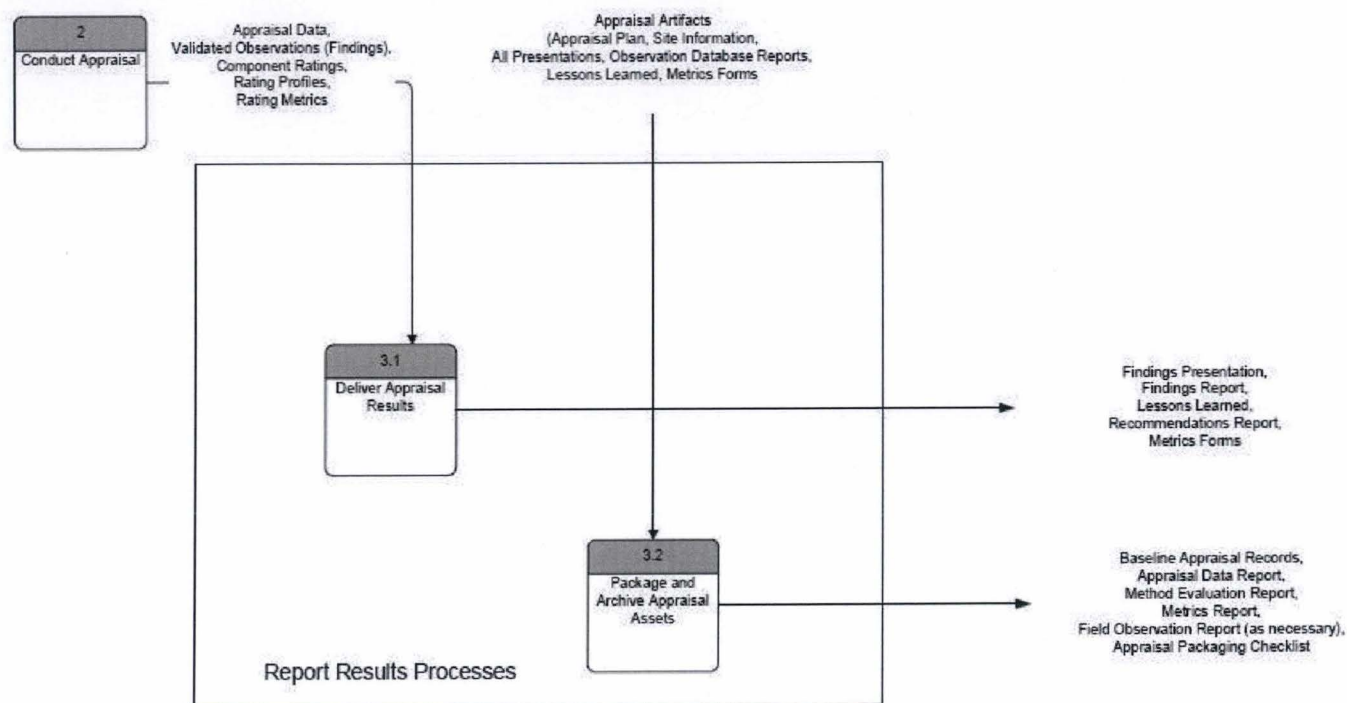 2
Conduct Appraisal
Appraisal Data,
Validated Observations (Findings),
Component Ratings,
Rating Profiles,
Rating Metrics
Appraisal Artifacts
(Appraisal Plan, Site Information,
All Presentations, Observation Database Reports,
Lessons Learned, Metrics Forms
3.1
Deliver Appraisal
Results
Findings Presentation,
Findings Report,
Lessons Learned,
Recommendations Report,
Metrics Forms
3.2
Package and
Archive Appraisal
Assets
Baseline Appraisal Records,
Appraisal Data Report,
Method Evaluation Report,
Metrics Report,
Field Observation Report (as necessary),
Appraisal Packaging Checklist
Report Results Processes